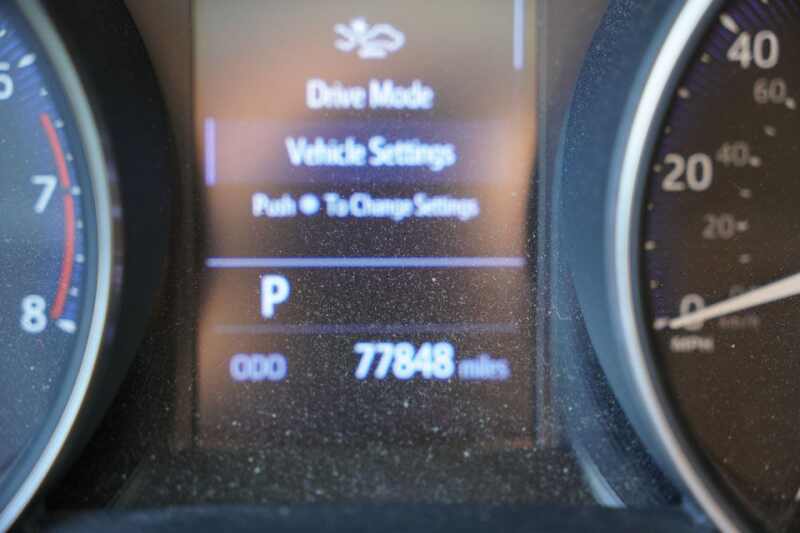 Drive Mode
Vehicle Settings
Push To Change Settings
P
ODO 77848 miles
6
7
8
40
60
20
40
20
0
MPH